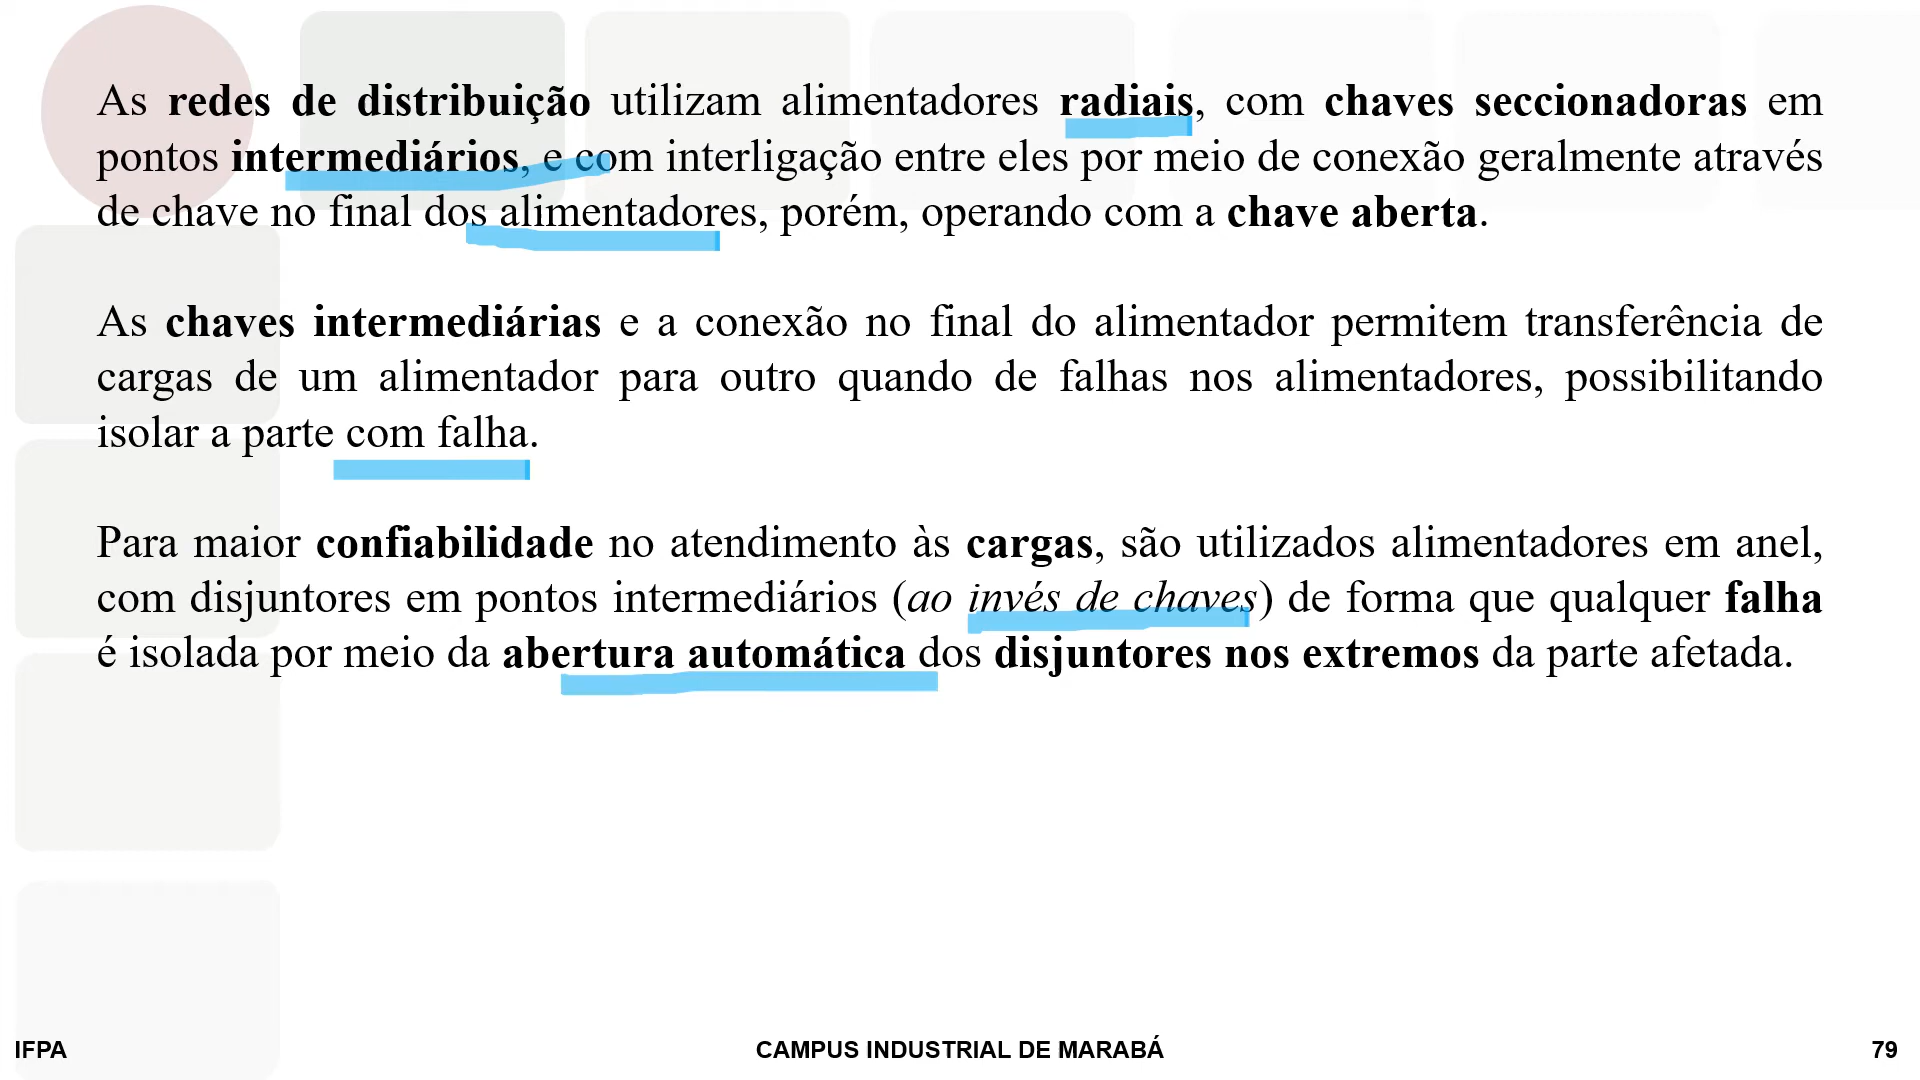 As redes de distribuição utilizam alimentadores radiais, com chaves seccionadoras em
pontos intermediários, e com interligação entre eles por meio de conexão geralmente através
de chave no final dos alimentadores, porém, operando com a chave aberta.
As chaves intermediárias e a conexão no final do alimentador permitem transferência de
cargas de um alimentador para outro quando de falhas nos alimentadores, possibilitando
isolar a parte com falha.
Para maior confiabilidade no atendimento às cargas, são utilizados alimentadores em anel,
com disjuntores em pontos intermediários (ao invés de chaves) de forma que qualquer falha
é isolada por meio da abertura automática dos disjuntores nos extremos da parte afetada.
IFPA
CAMPUS INDUSTRIAL DE MARABÁ
79